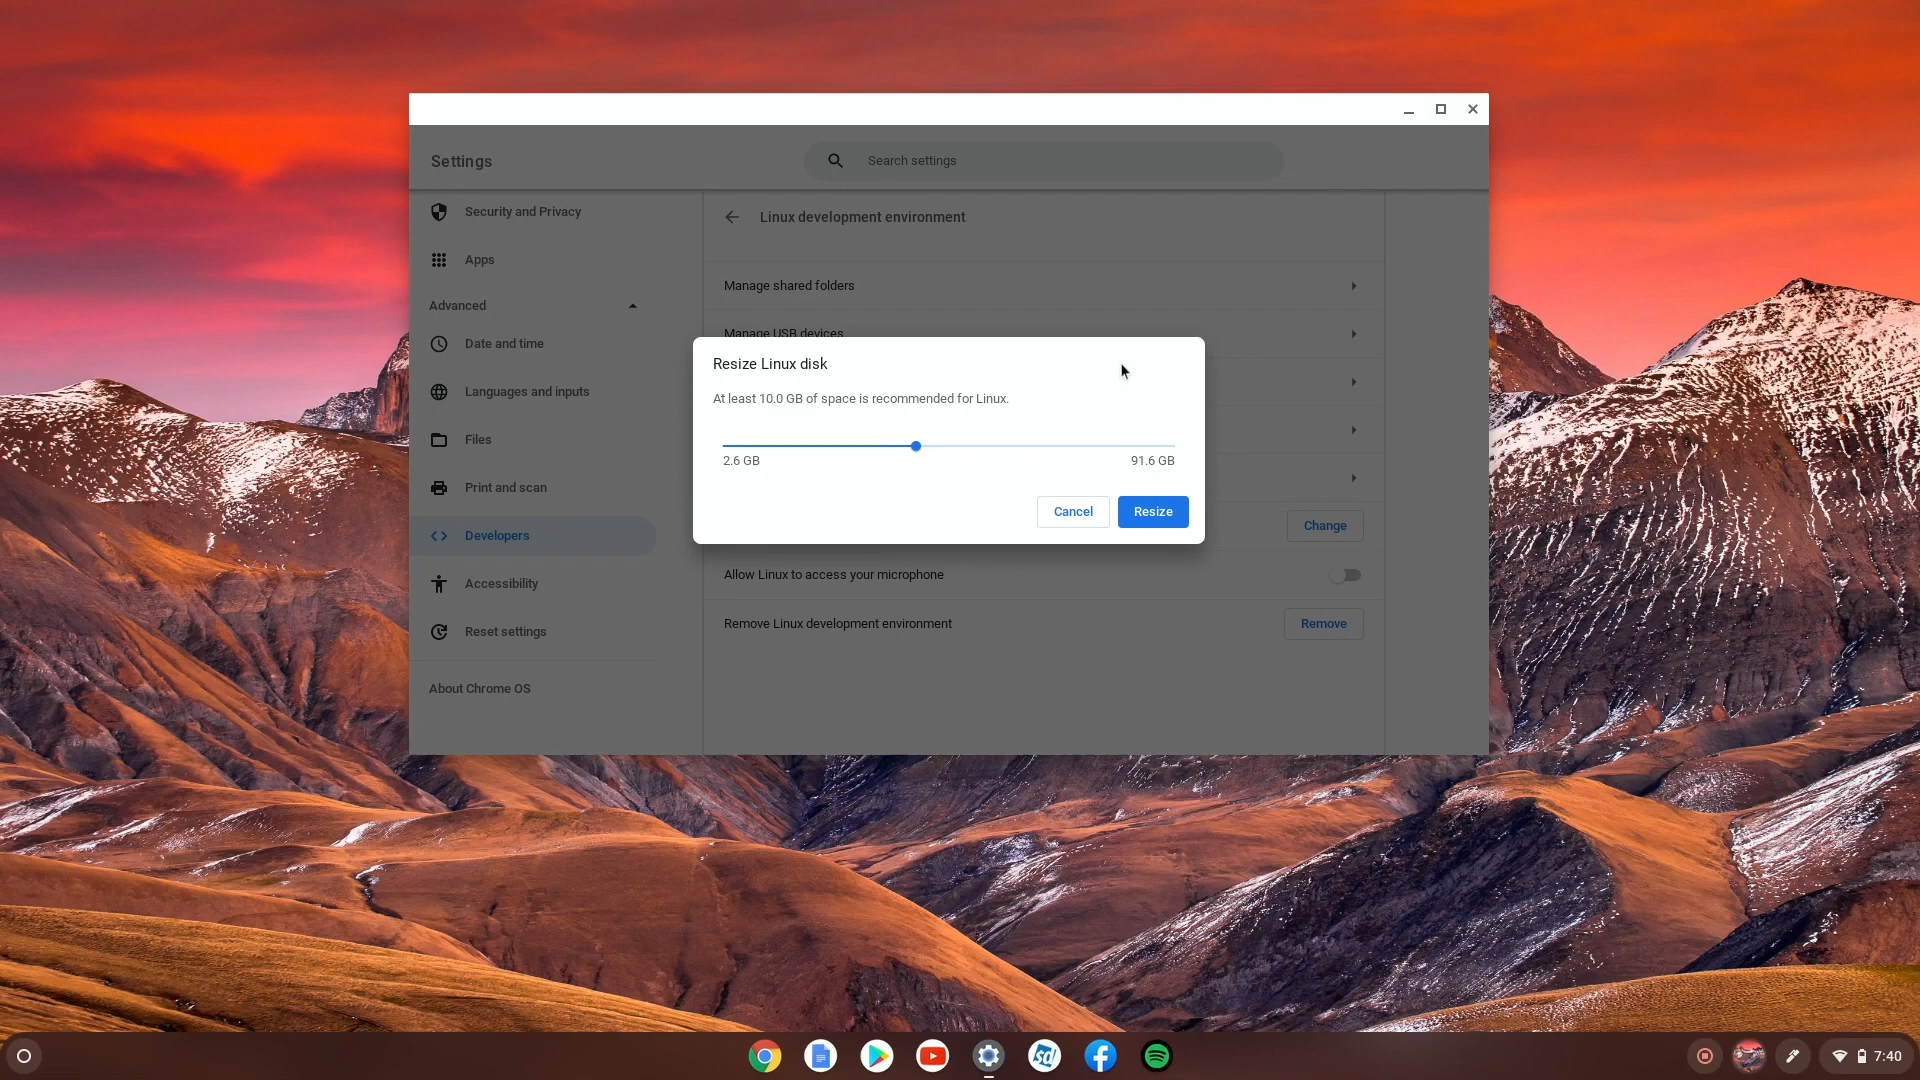 Settings
Search settings
Security and Privacy
Apps
Advanced
Date and time
Languages and inputs
Files
Print and scan
Developers
Accessibility
Reset settings
About Chrome OS
Linux development environment
Manage shared folders
Manage USB devices
Resize Linux disk
At least 10.0 GB of space is recommended for Linux.
2.6 GB 91.6 GB
Cancel Resize
Change
Allow Linux to access your microphone
Remove Linux development environment Remove
sd
7:40